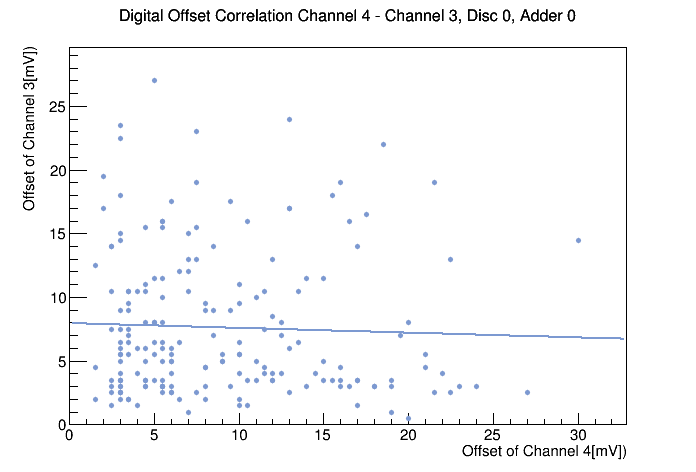 Digital Offset Correlation Channel 4 - Channel 3, Disc 0, Adder 0
Offset of Channel 3[mV])
25
20
15
10
5
0
0 5 10 15 20 25 30
Offset of Channel 4[mV])